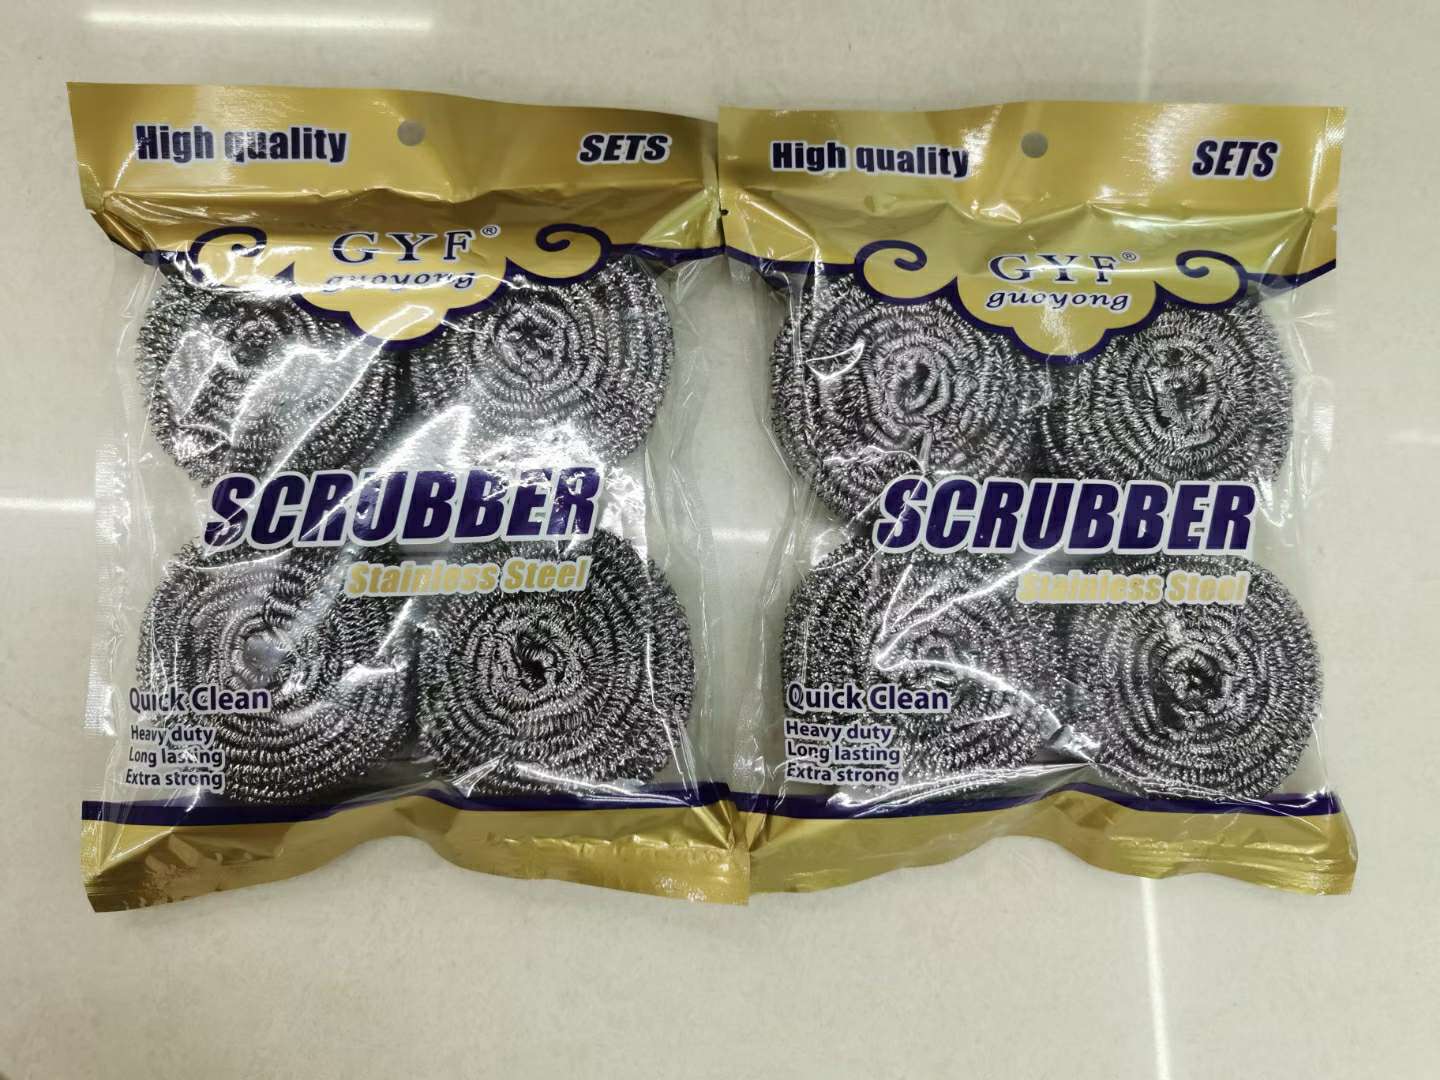 High quality SETS
GYF®
guoyong
SCRUBBER
Stainless Steel
Quick Clean
Heavy duty
Long lasting
Extra strong
High quality SETS
GYF®
guoyong
SCRUBBER
Stainless Steel
Quick Clean
Heavy duty
Long lasting
Extra strong